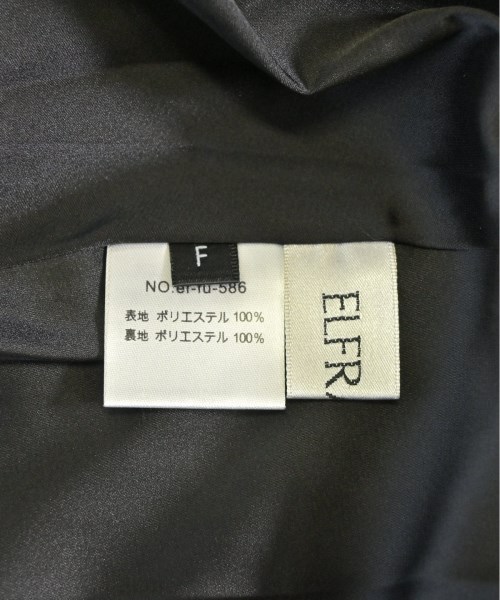 F
NO.ef-fu-586
表地 ポリエステル 100%
裏地 ポリエステル 100%
ELFR